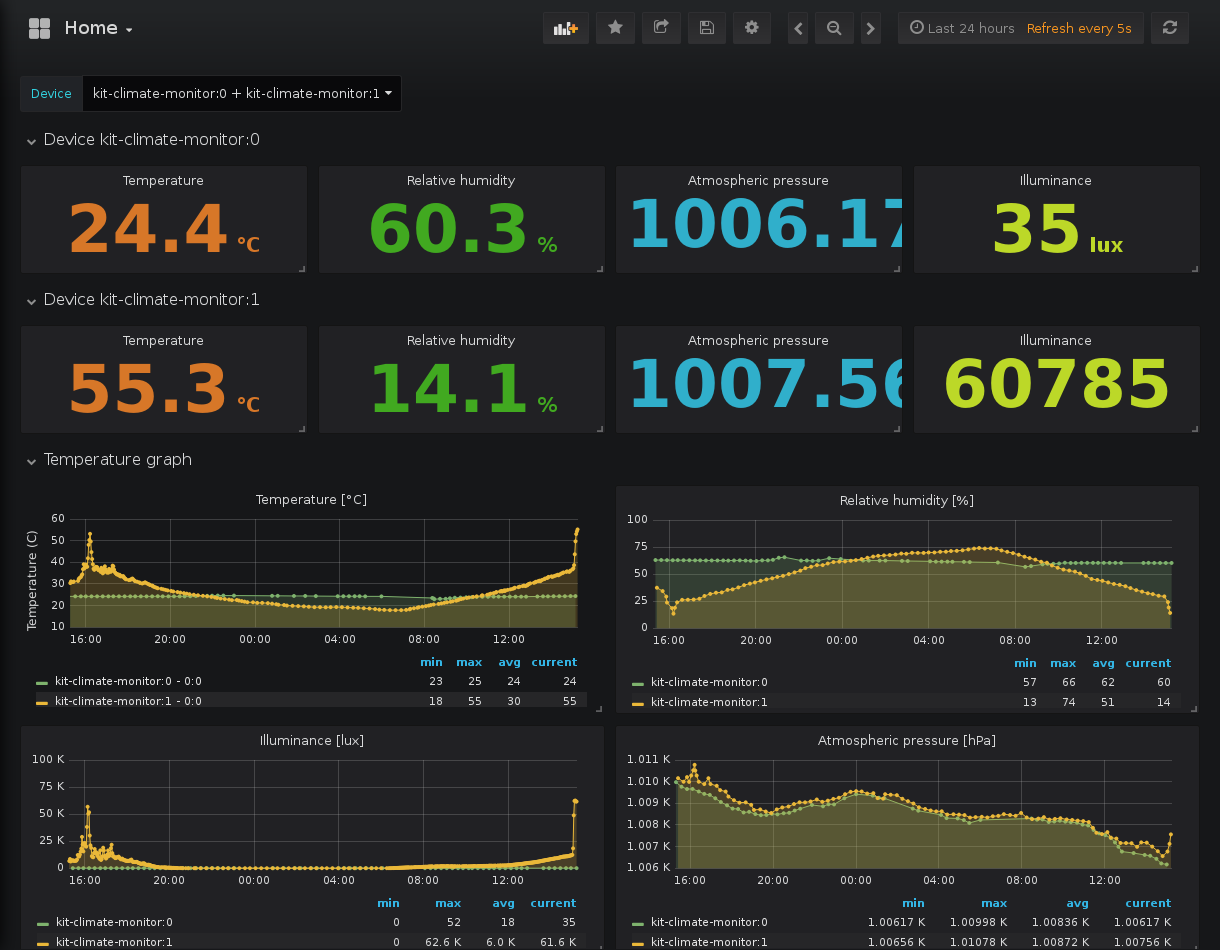 Home
Last 24 hours Refresh every 5s
Device kit-climate-monitor:0 + kit-climate-monitor:1
Device kit-climate-monitor:0
Temperature Relative humidity Atmospheric pressure Illuminance
24.4 °C 60.3 % 1006.17 35 lux
Device kit-climate-monitor:1
Temperature Relative humidity Atmospheric pressure Illuminance
55.3 °C 14.1 % 1007.56 60785
Temperature graph
Temperature [°C]
Temperature (C)
60
50
40
30
20
10
16:00 20:00 00:00 04:00 08:00 12:00
min max avg current
kit-climate-monitor:0 - 0:0 23 25 24 24
kit-climate-monitor:1 - 0:0 18 55 30 55
Relative humidity [%]
100
75
50
25
0
16:00 20:00 00:00 04:00 08:00 12:00
min max avg current
kit-climate-monitor:0 57 66 62 60
kit-climate-monitor:1 13 74 51 14
Illuminance [lux]
100 K
75 K
50 K
25 K
0
16:00 20:00 00:00 04:00 08:00 12:00
min max avg current
kit-climate-monitor:0 0 52 18 35
kit-climate-monitor:1 0 62.6 K 6.0 K 61.6 K
Atmospheric pressure [hPa]
1.011 K
1.010 K
1.009 K
1.008 K
1.007 K
1.006 K
16:00 20:00 00:00 04:00 08:00 12:00
min max avg current
kit-climate-monitor:0 1.00617 K 1.00998 K 1.00836 K 1.00617 K
kit-climate-monitor:1 1.00656 K 1.01078 K 1.00872 K 1.00756 K